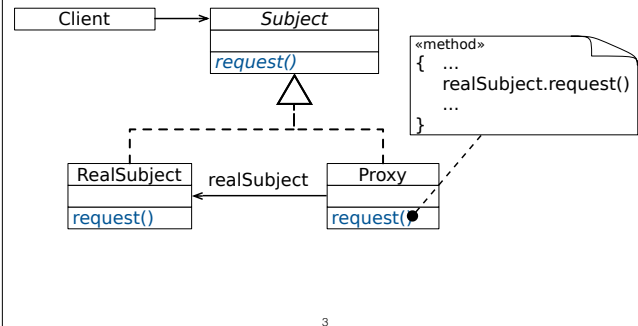 Client
Subject
request()
«method»
{ ...
realSubject.request()
...
}
RealSubject
request()
realSubject
Proxy
request()
3